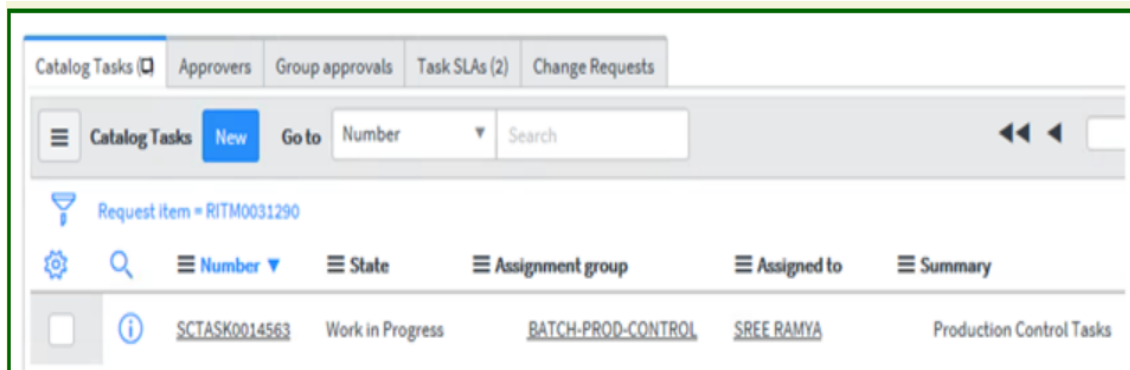 Catalog Tasks ( Approvers Group approvals Task SLAs (2) Change Requests
Catalog Tasks New Go to Number Search
Request item = RITM0031290
Number State Assignment group Assigned to Summary
SCTASK0014563 Work in Progress BATCH-PROD-CONTROL SREE RAMYA Production Control Tasks